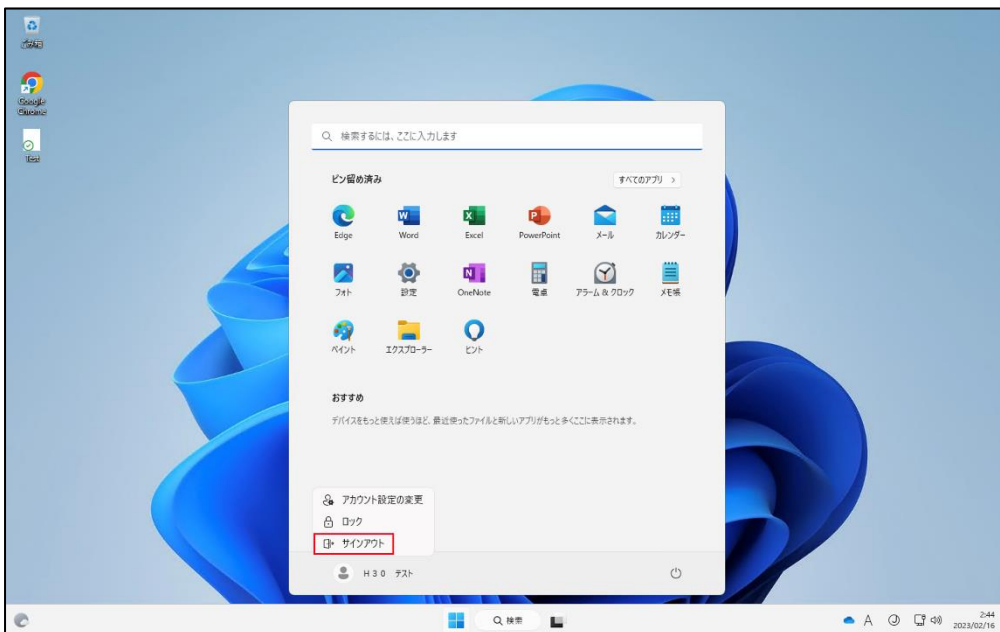 ごみ箱
Google
Chrome
Test
検索するには、ここに入力します
ピン留め済み
すべてのアプリ >
Edge
Word
Excel
PowerPoint
メール
カレンダー
フォト
設定
OneNote
電卓
アラーム & クロック
メモ帳
ペイント
エクスプローラー
ヒント
おすすめ
デバイスをもっと使えば使うほど、最近使ったファイルと新しいアプリがもっと多くここに表示されます。
アカウント設定の変更
ロック
サインアウト
H30 テスト
検索
A
2:44
2023/02/16